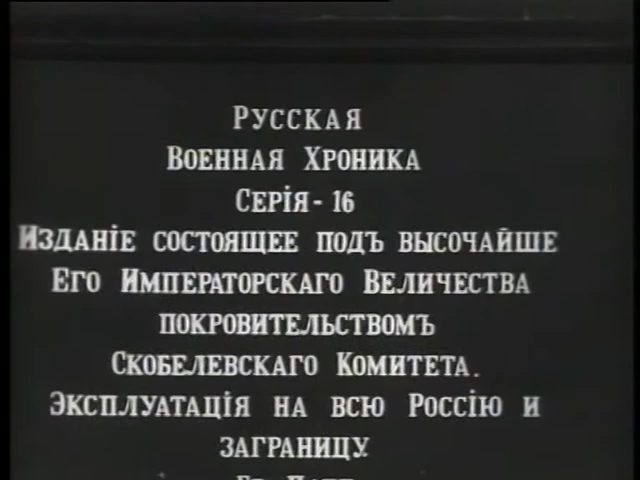 Русская
Военная Хроника
Серія - 16
Изданіе состоящее подъ высочайше
Его Императорскаго Величества
покровительствомъ
Скобелевскаго Комитета.
Эксплуатація на всю Россію и
заграницу.